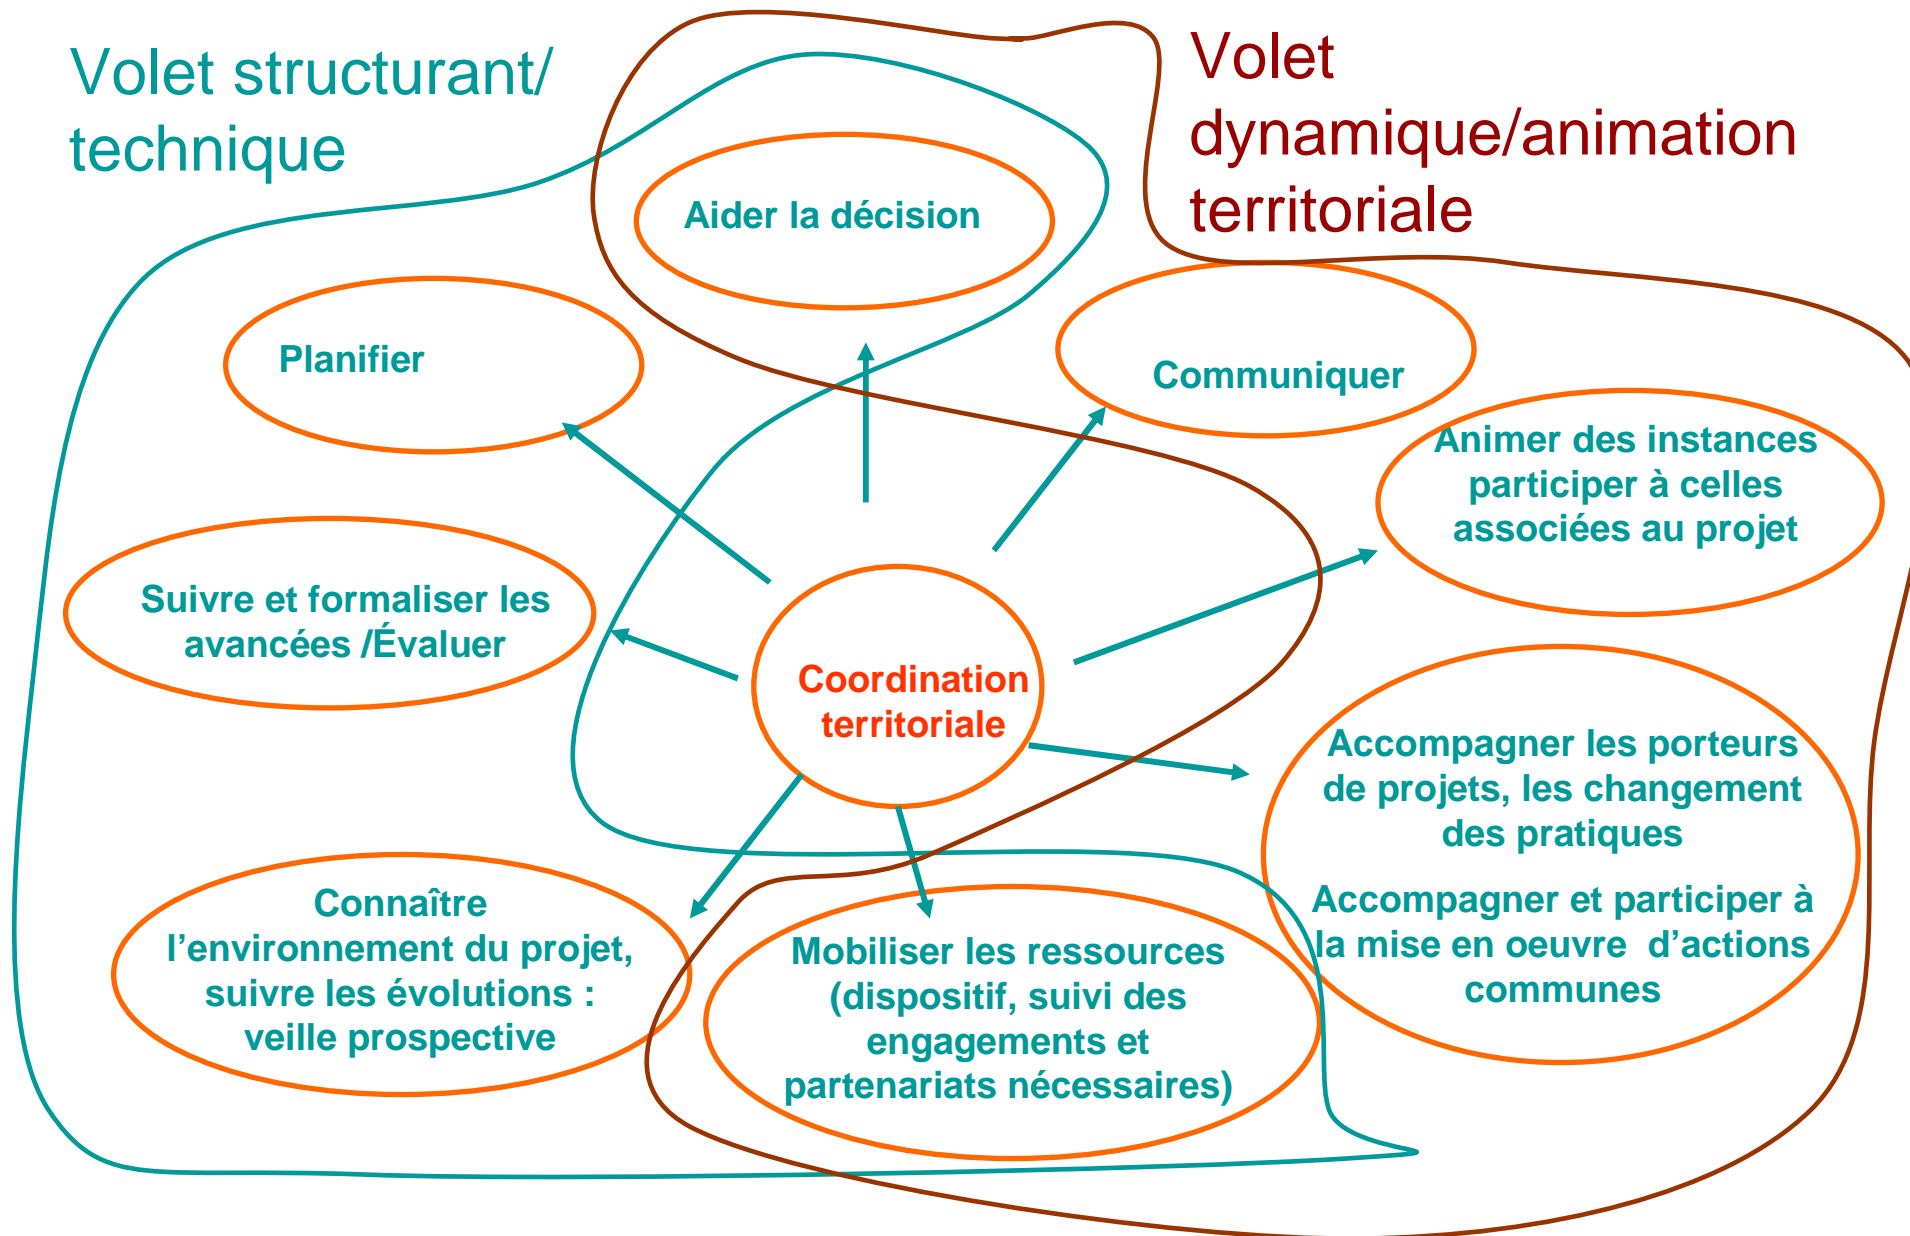 Volet structurant/
technique
Volet
dynamique/animation
territoriale
Aider la décision
Planifier
Communiquer
Animer des instances
participer à celles
associées au projet
Suivre et formaliser les
avancées /Évaluer
Coordination
territoriale
Accompagner les porteurs
de projets, les changement
des pratiques
Accompagner et participer à
la mise en oeuvre  d’actions
communes
Connaître
l’environnement du projet,
suivre les évolutions :
veille prospective
Mobiliser les ressources
(dispositif, suivi des
engagements et
partenariats nécessaires)